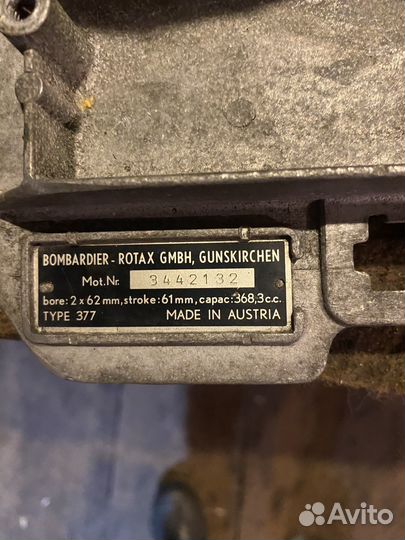 BOMBARDIER - ROTAX GMBH, GUNSKIRCHEN
Mot.Nr. 3442132
bore: 2 x 62 mm, stroke: 61 mm, capac: 368,3 c.c.
TYPE 377 MADE IN AUSTRIA
Avito